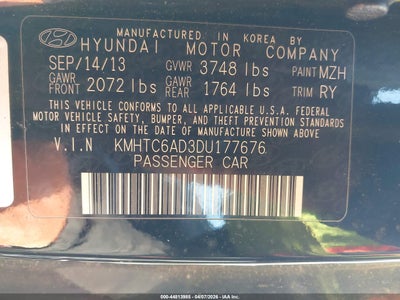 MANUFACTURED IN KOREA BY
HYUNDAI MOTOR COMPANY
SEP/14/13 GVWR 3748 lbs PAINT MZH
GAWR FRONT 2072 lbs GAWR REAR 1764 lbs TRIM RY
THIS VEHICLE CONFORMS TO ALL APPLICABLE U.S.A. FEDERAL
MOTOR VEHICLE SAFETY, BUMPER, AND THEFT PREVENTION STANDARDS
IN EFFECT ON THE DATE OF MANUFACTURE SHOWN ABOVE.
V.I.N KMHTC6AD3DU177676
PASSENGER CAR
000-44813985 - 04/07/2026 - IAA Inc.